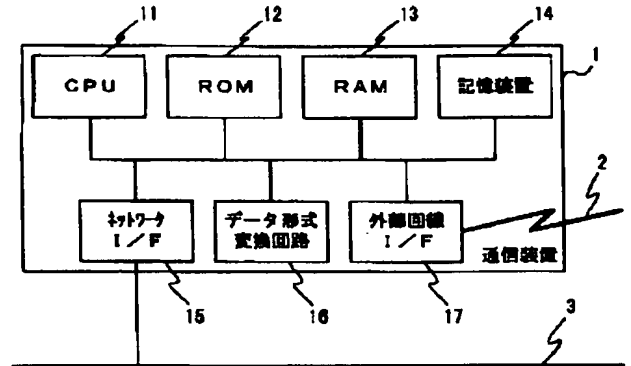 11
12
13
14
1
CPU
ROM
RAM
記憶装置
2
ネットワータ
I/F
データ形式
変換回路
外部回線
I/F
通信装置
15
16
17
3